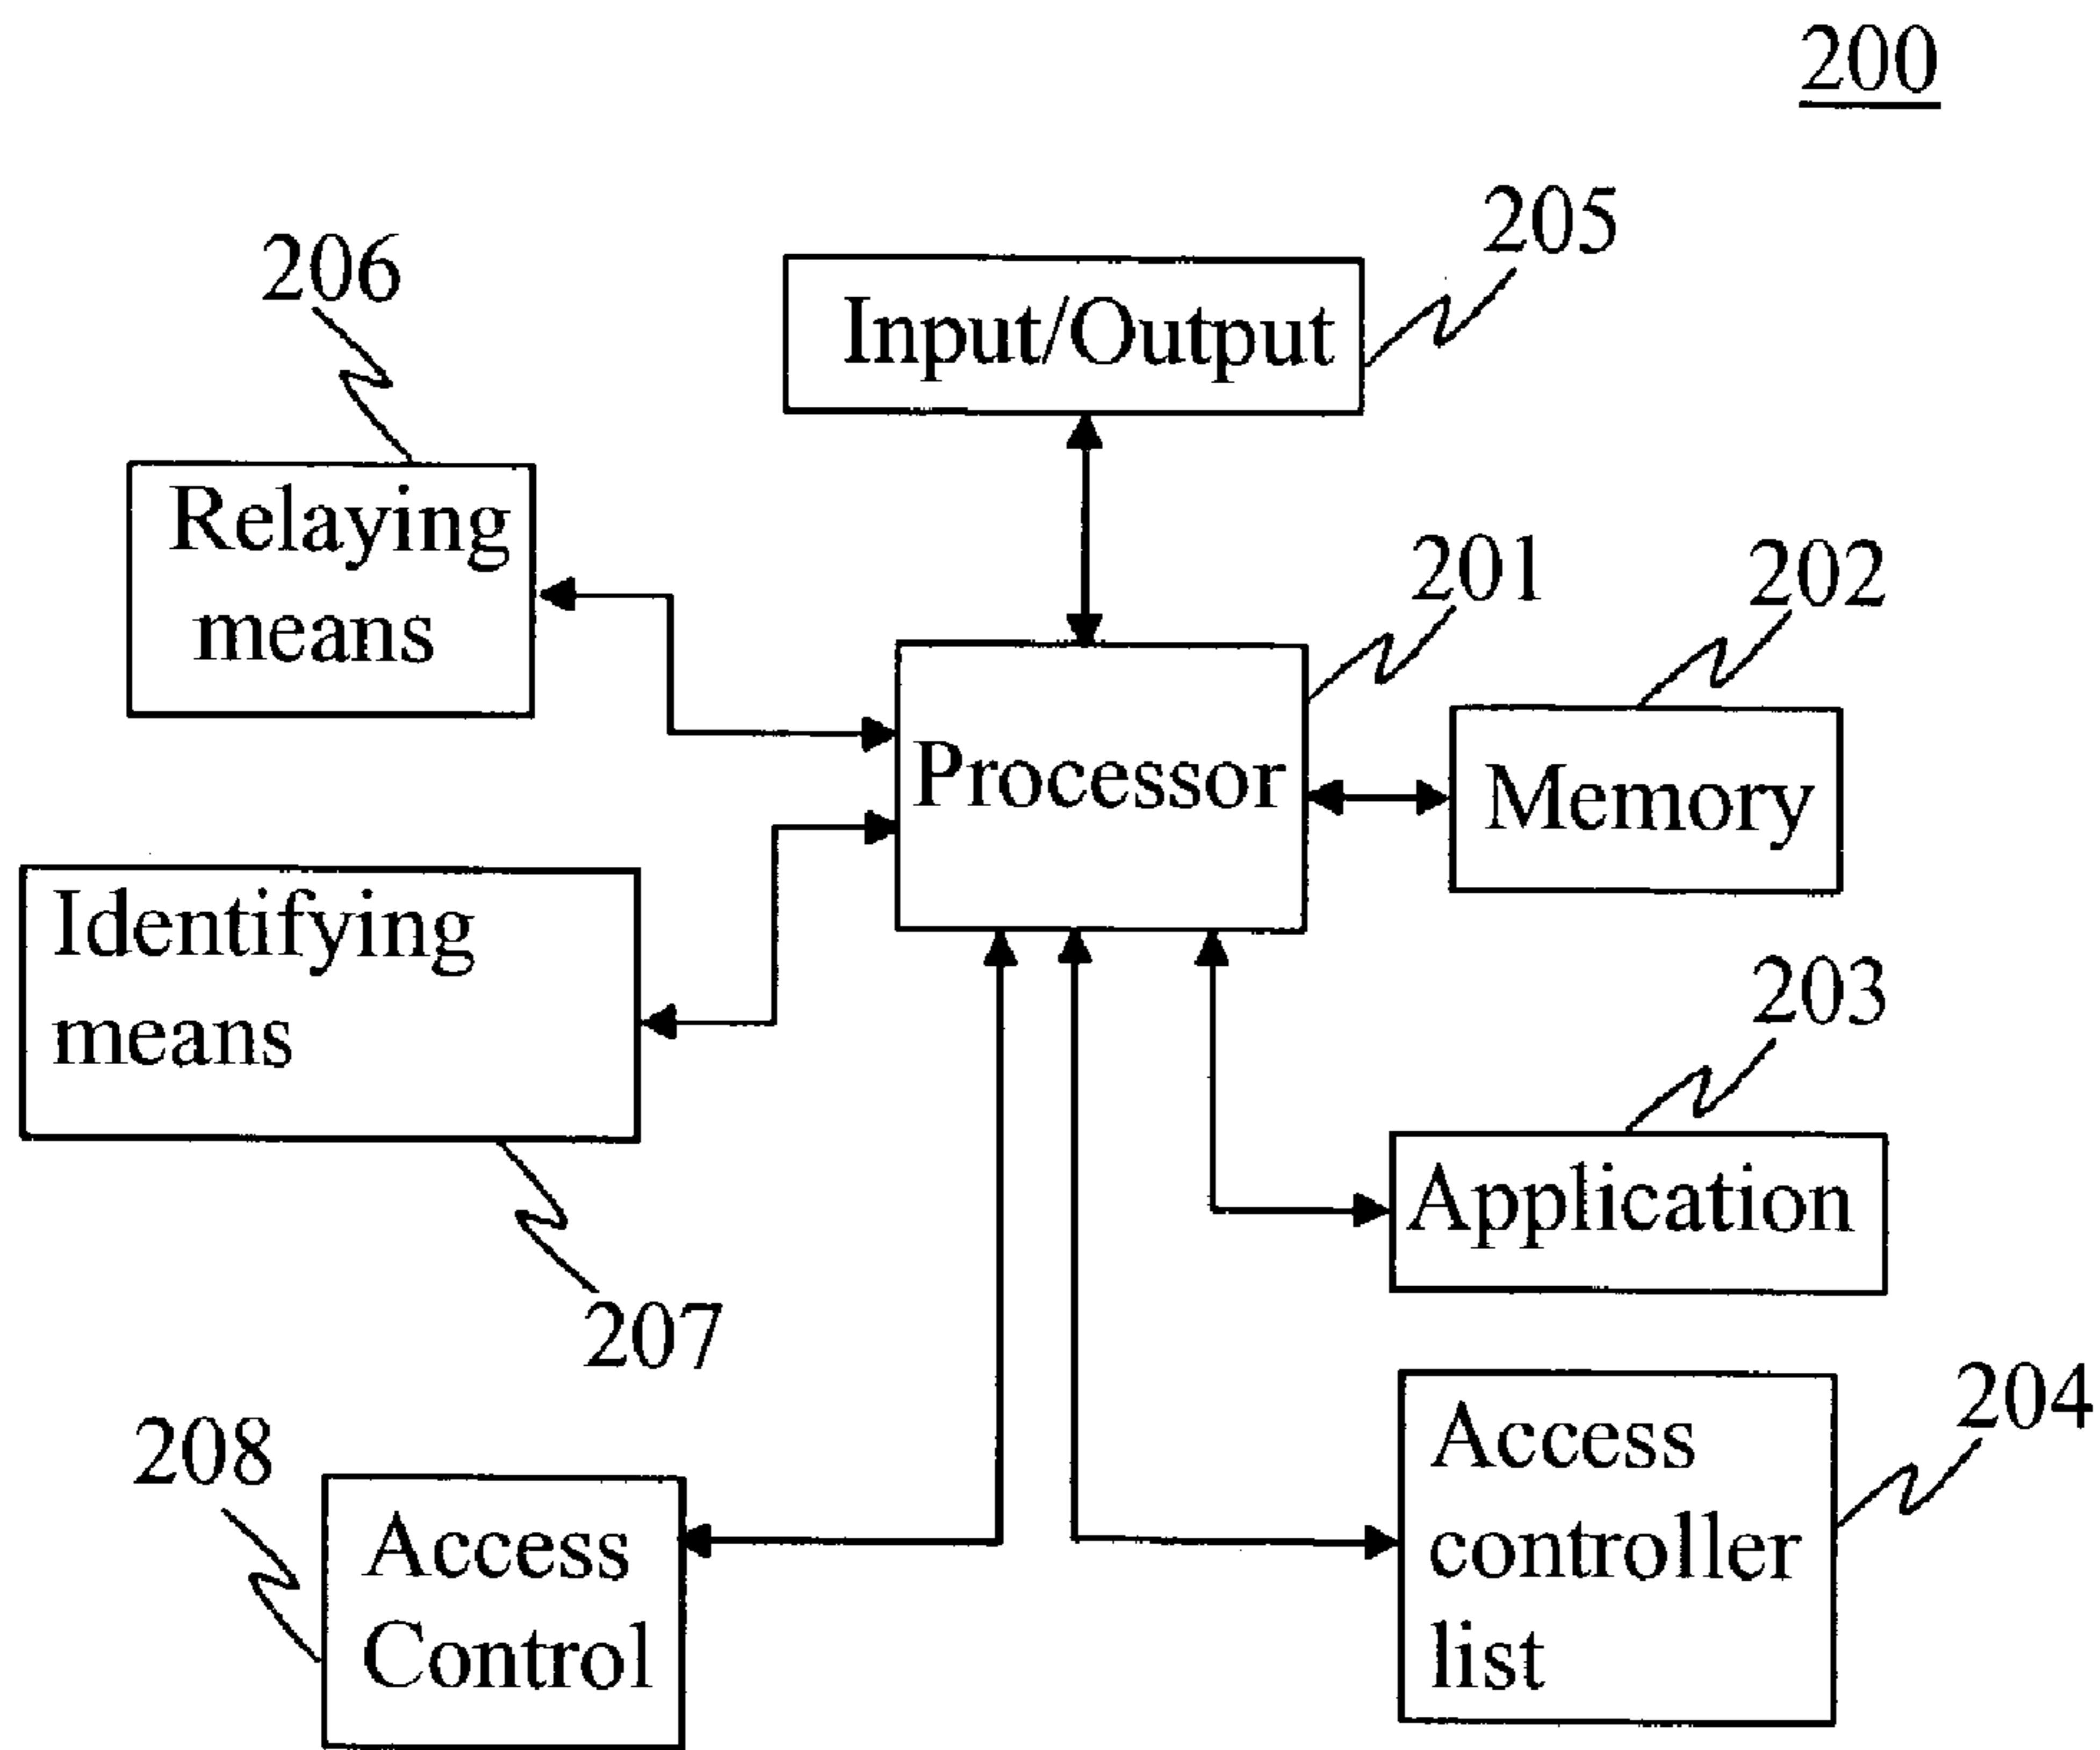 200
205
206
Input/Output
Relaying
means
201
202
Processor
Memory
Identifying
means
203
Application
207
204
208
Access
controller
list
Access
Control